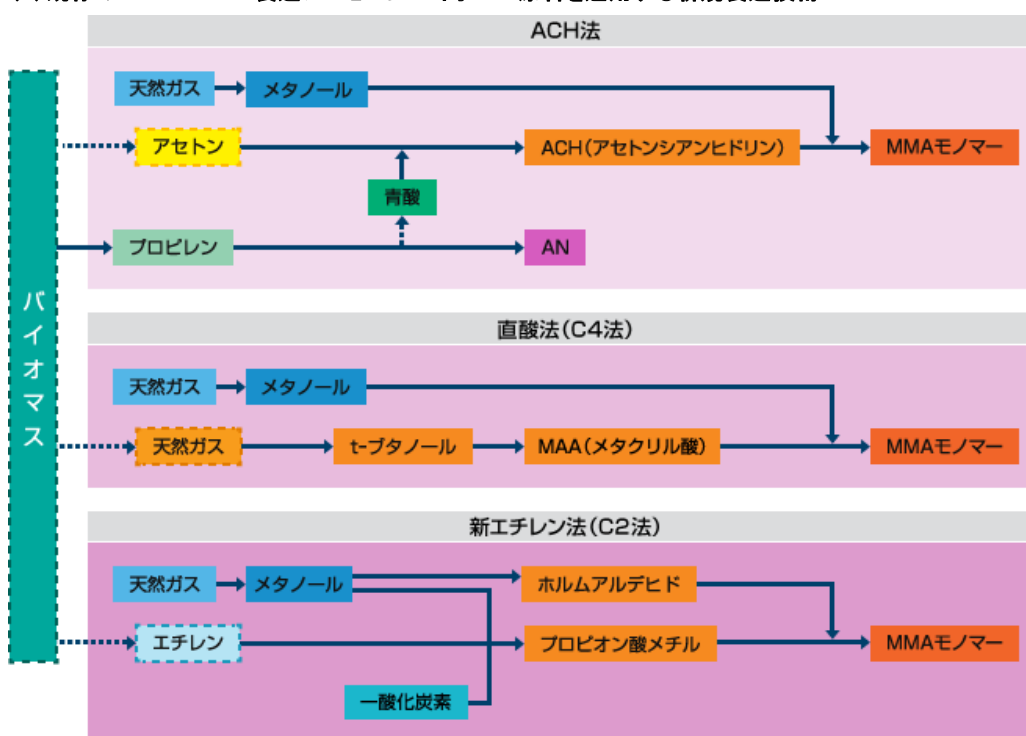 ACH法
天然ガス
メタノール
アセトン
ACH(アセトンシアンヒドリン)
MMAモノマー
青酸
プロピレン
AN
バイオマス
直酸法(C4法)
天然ガス
メタノール
天然ガス
t-ブタノール
MAA(メタクリル酸)
MMAモノマー
新エチレン法(C2法)
天然ガス
メタノール
ホルムアルデヒド
エチレン
プロピオン酸メチル
MMAモノマー
一酸化炭素